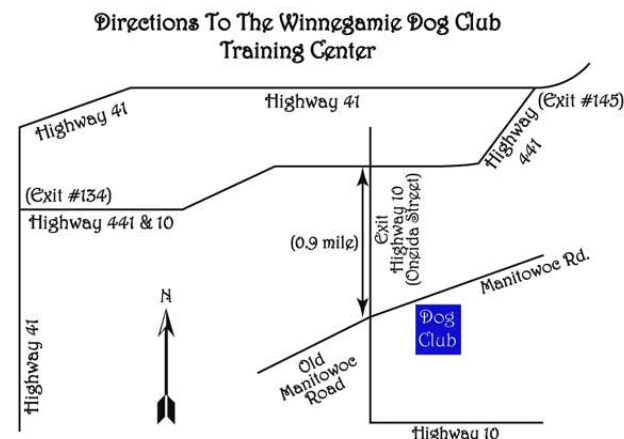 Directions To The Winnegamie Dog Club
Training Center
Highway 41
Highway 41
(Exit #145)
Highway
441
(Exit #134)
Highway 441 & 10
(0.9 mile)
Exit
Highway 10
(Oneida Street)
N
Manitowoc Rd.
Dog
Club
Highway 41
Old
Manitowoc
Road
Highway 10